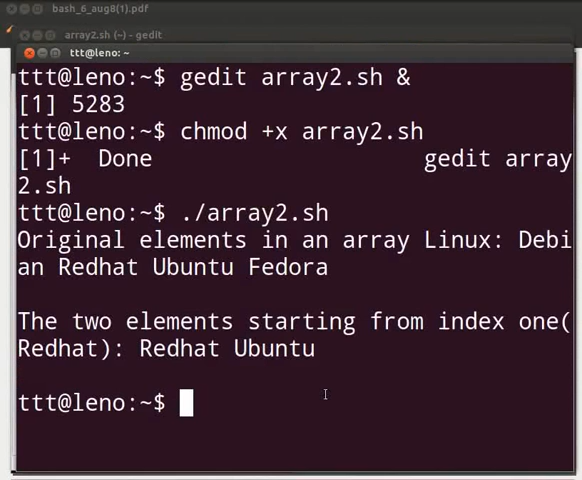 bash_6_aug8(1).pdf
array2.sh (~) - gedit
ttt@leno: ~
ttt@leno:~$ gedit array2.sh &
[1] 5283
ttt@leno:~$ chmod +x array2.sh
[1]+  Done                    gedit array
2.sh
ttt@leno:~$ ./array2.sh
Original elements in an array Linux: Debi
an Redhat Ubuntu Fedora
The two elements starting from index one(
Redhat): Redhat Ubuntu
ttt@leno:~$